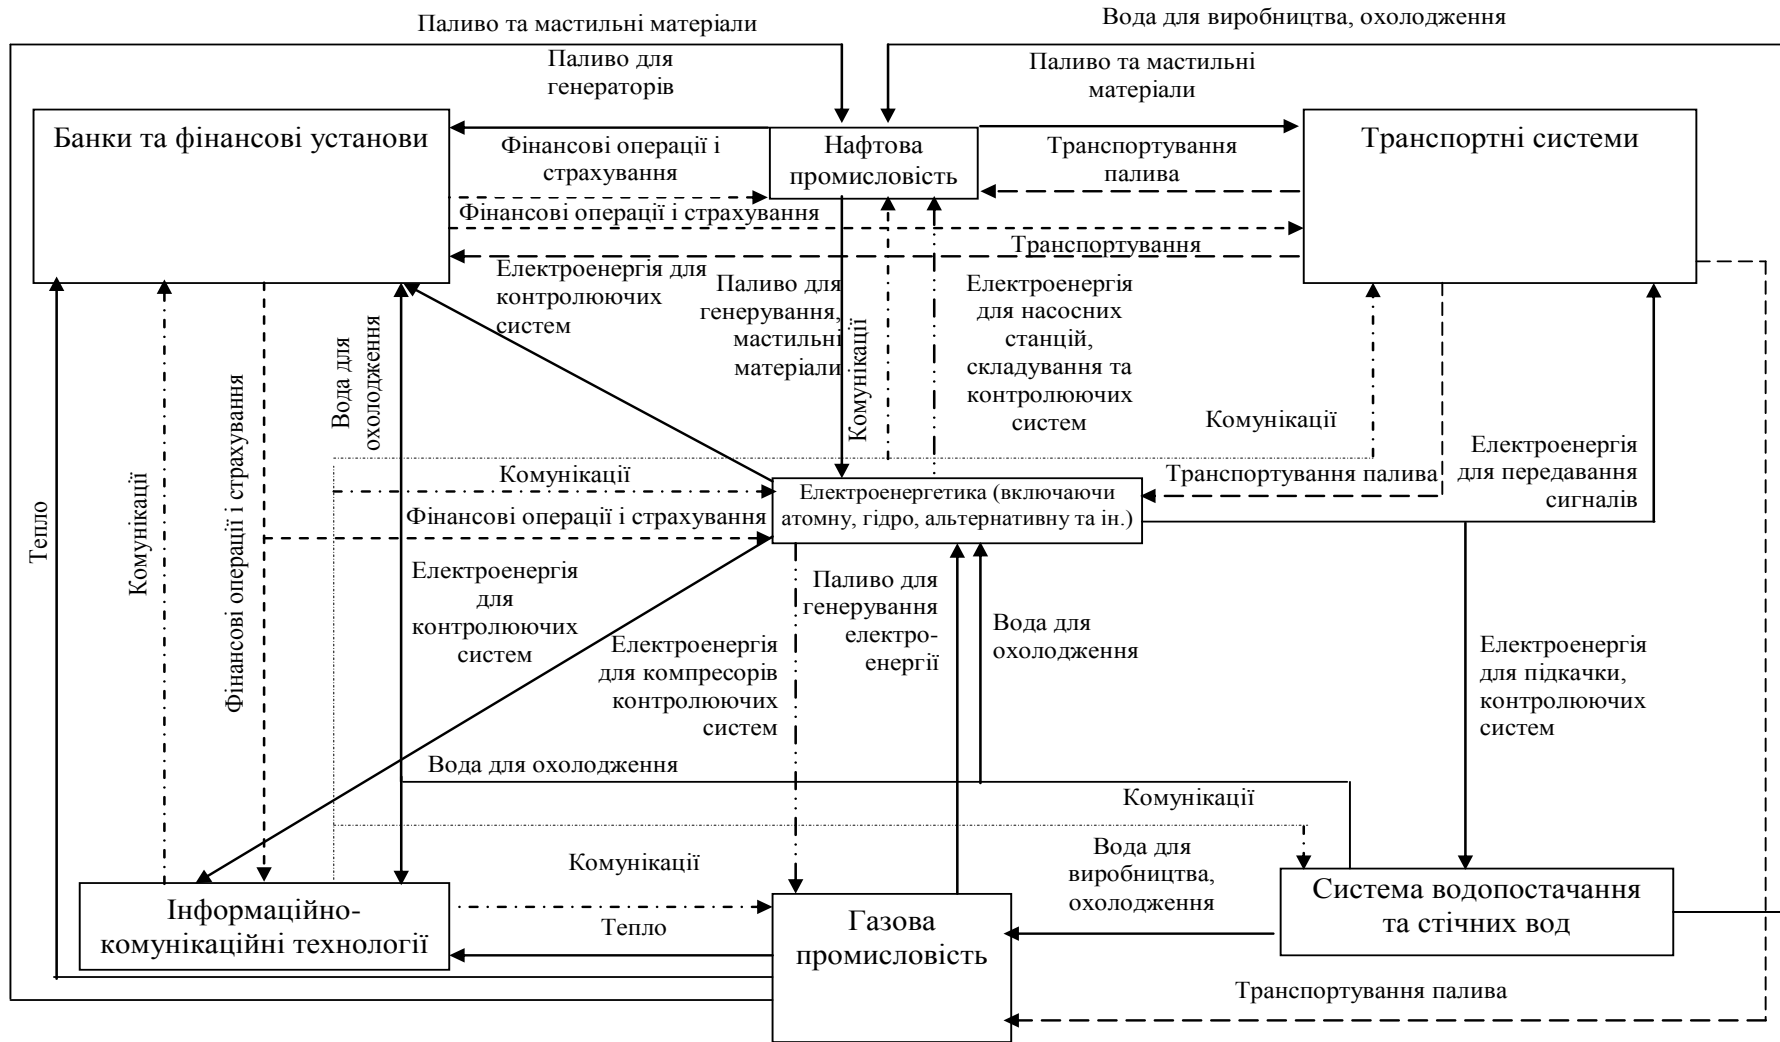 Паливо та мастильні матеріали
Вода для виробництва, охолодження
Паливо для
генераторів
Паливо та мастильні
матеріали
Банки та фінансові установи
Фінансові операції і
страхування
Нафтова
промисловість
Транспортування
палива
Транспортні системи
Фінансові операції і страхування
Транспортування
Електроенергія для
контролюючих
систем
Паливо для
генерування,
мастильні
матеріали
Комунікації
Електроенергія
для насосних
станцій,
складування та
контролюючих
систем
Вода для
охолодження
Комунікації
Електроенергія
для передавання
сигналів
Транспортування палива
Комунікації
Фінансові операції і страхування
Електроенергетика (включаючи
атомну, гідро, альтернативну та ін.)
Тепло
Комунікації
Фінансові операції і страхування
Електроенергія
для
контролюючих
систем
Електроенергія
для компресорів
контролюючих
систем
Паливо для
генерування
електро-
енергії
Вода для
охолодження
Електроенергія
для підкачки,
контролюючих
систем
Вода для охолодження
Комунікації
Комунікації
Вода для
виробництва,
охолодження
Інформаційно-
комунікаційні технології
Тепло
Газова
промисловість
Система водопостачання
та стічних вод
Транспортування палива